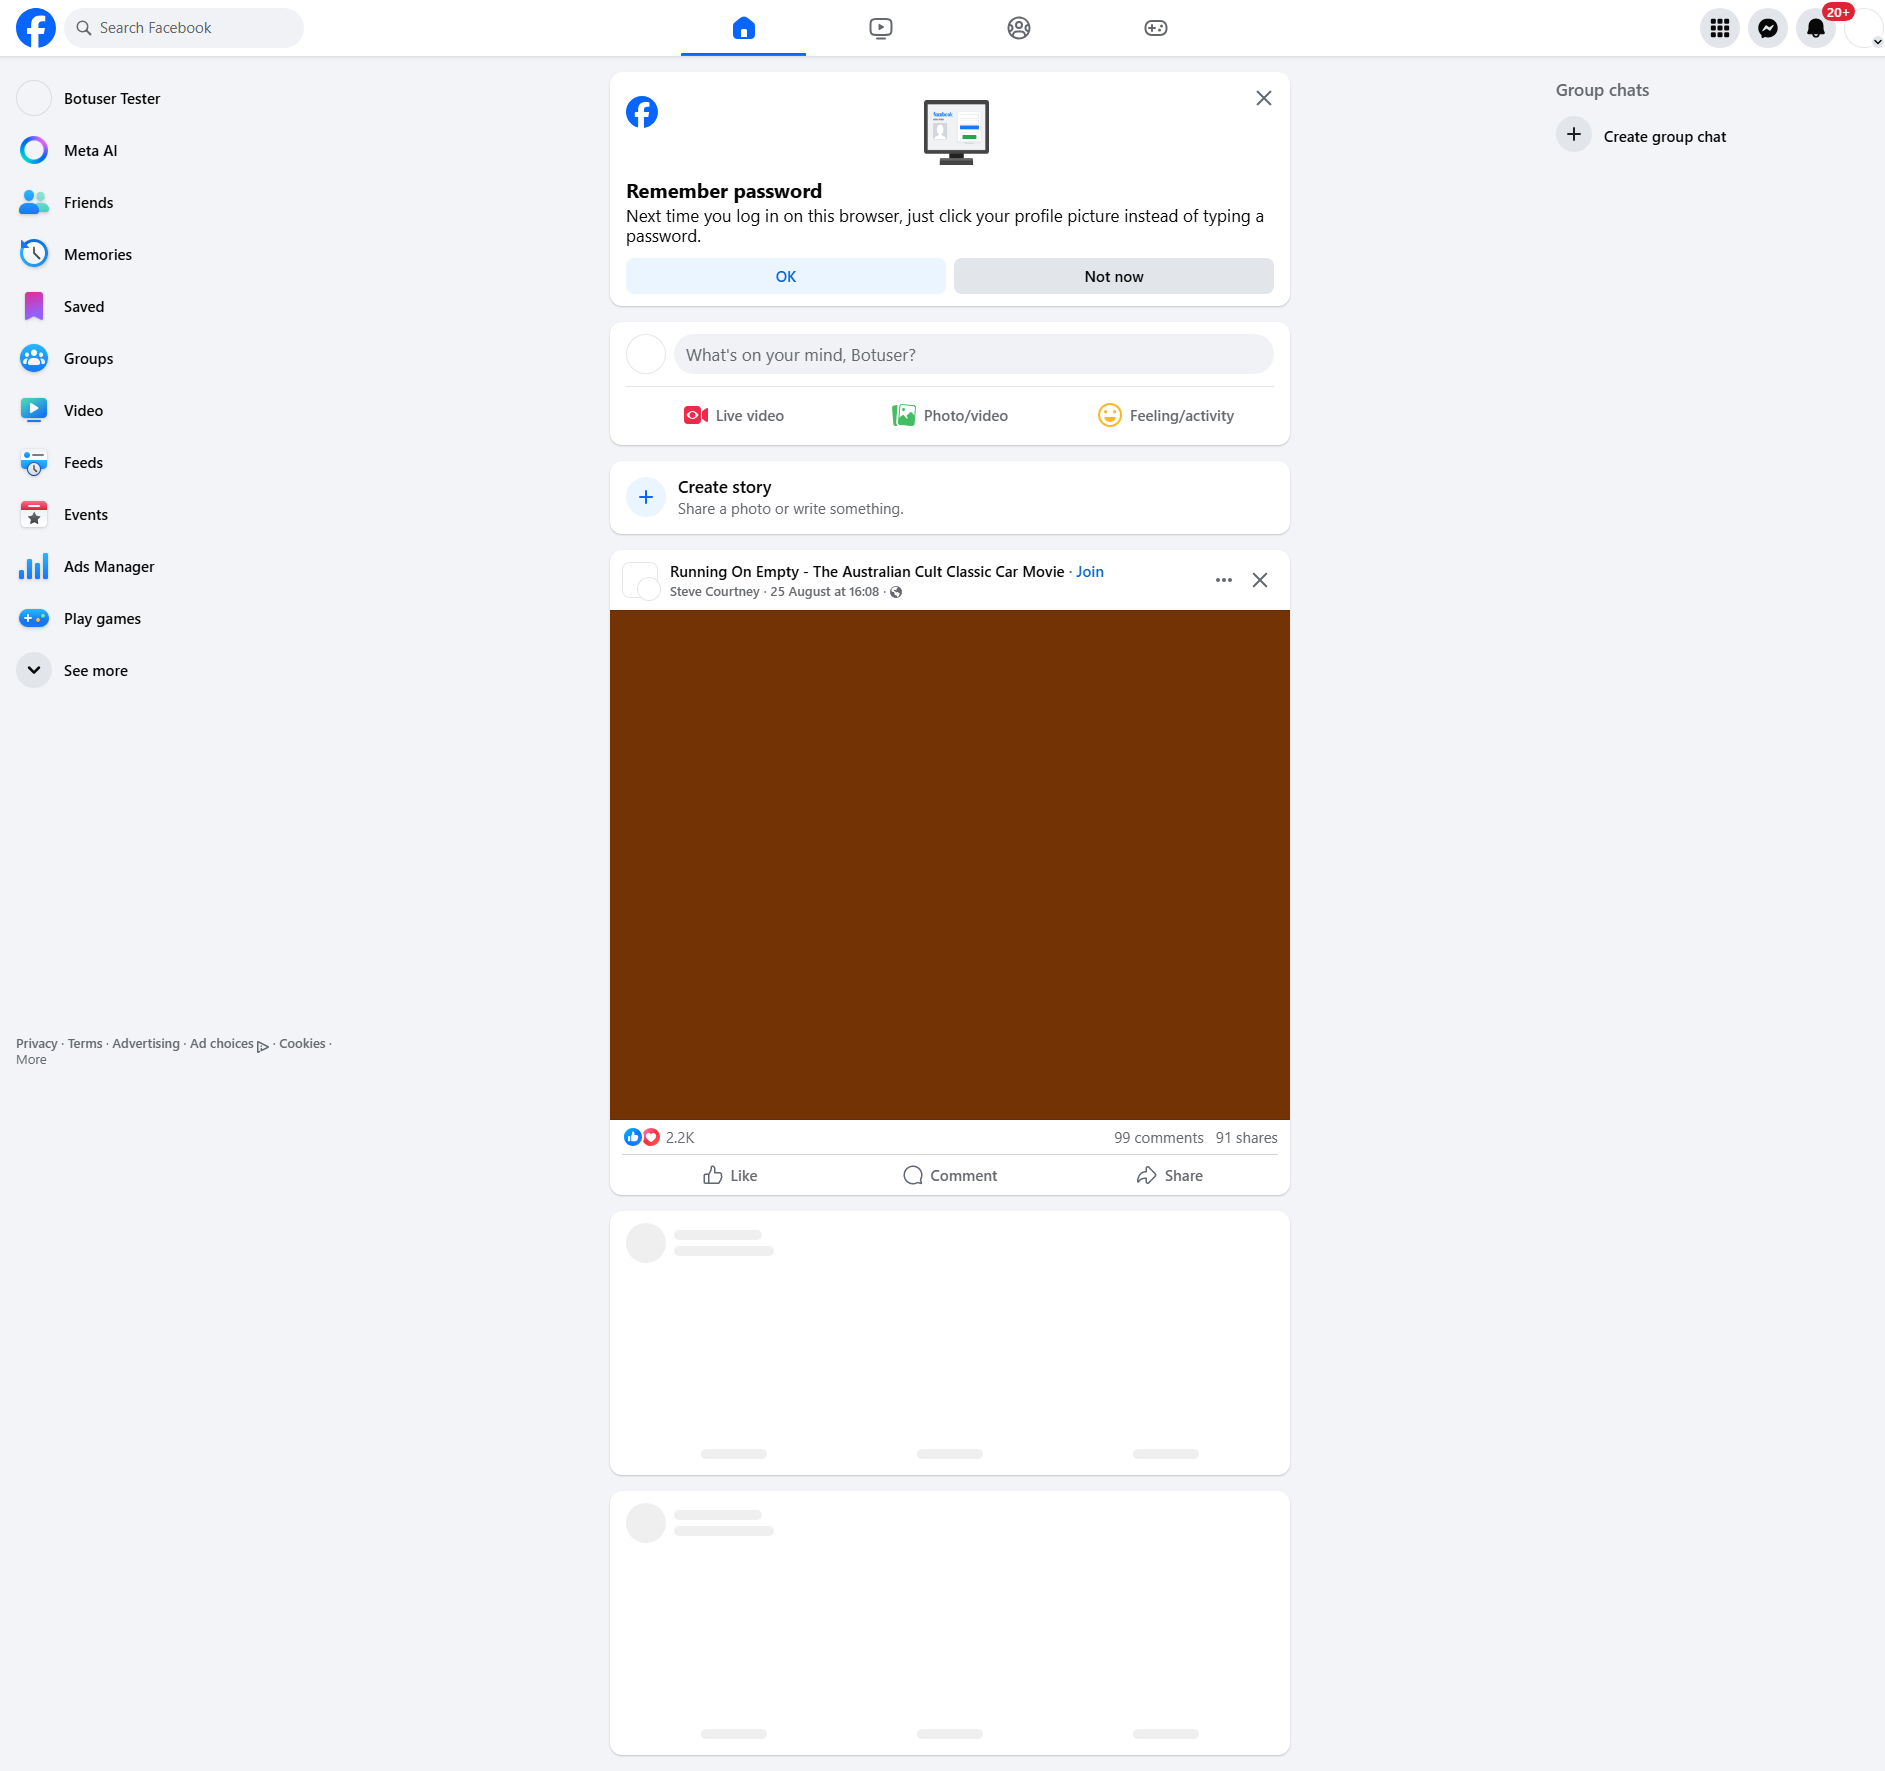 Search Facebook
20+
Botuser Tester
Meta AI
Friends
Memories
Saved
Groups
Video
Feeds
Events
Ads Manager
Play games
See more
Privacy · Terms · Advertising · Ad choices · Cookies ·
More
Remember password
Next time you log in on this browser, just click your profile picture instead of typing a
password.
OK
Not now
What's on your mind, Botuser?
Live video
Photo/video
Feeling/activity
Create story
Share a photo or write something.
Running On Empty - The Australian Cult Classic Car Movie · Join
Steve Courtney · 25 August at 16:08 ·
2.2K
99 comments 91 shares
Like
Comment
Share
Group chats
Create group chat